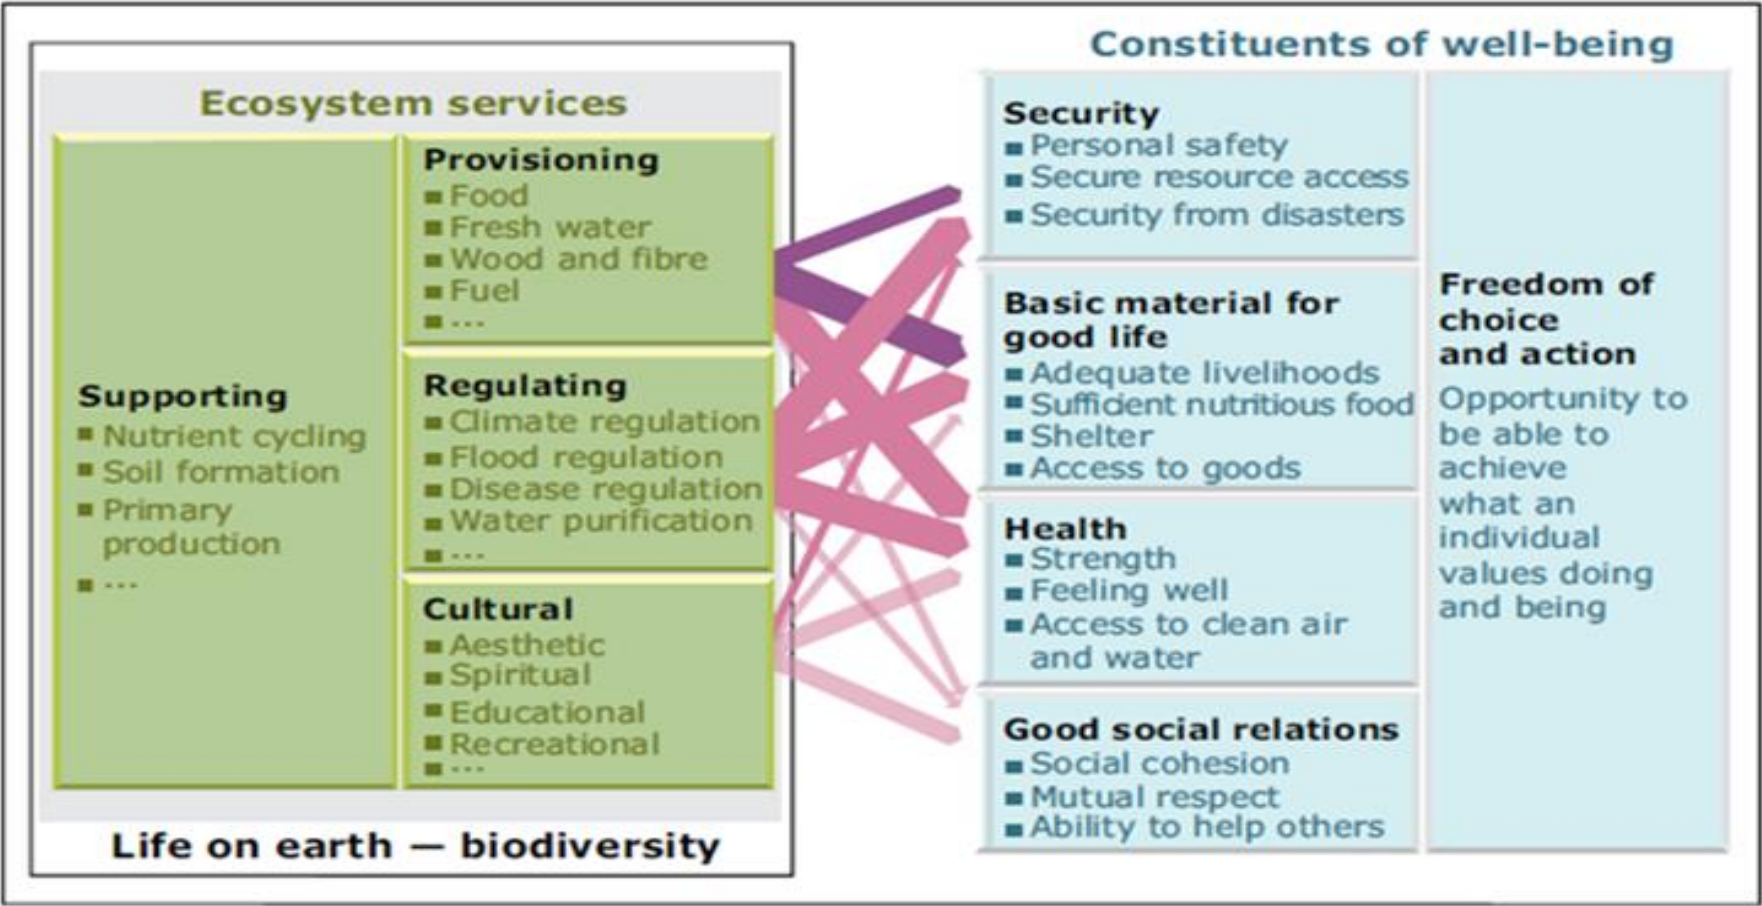 Ecosystem services
Supporting
■ Nutrient cycling
■ Soil formation
■ Primary
production
■ ...
Provisioning
■ Food
■ Fresh water
■ Wood and fibre
■ Fuel
■ ...
Regulating
■ Climate regulation
■ Flood regulation
■ Disease regulation
■ Water purification
■ ...
Cultural
■ Aesthetic
■ Spiritual
■ Educational
■ Recreational
■ ...
Life on earth — biodiversity
Constituents of well-being
Security
■ Personal safety
■ Secure resource access
■ Security from disasters
Basic material for
good life
■ Adequate livelihoods
■ Sufficient nutritious food
■ Shelter
■ Access to goods
Health
■ Strength
■ Feeling well
■ Access to clean air
and water
Good social relations
■ Social cohesion
■ Mutual respect
■ Ability to help others
Freedom of
choice
and action
Opportunity to
be able to
achieve
what an
individual
values doing
and being